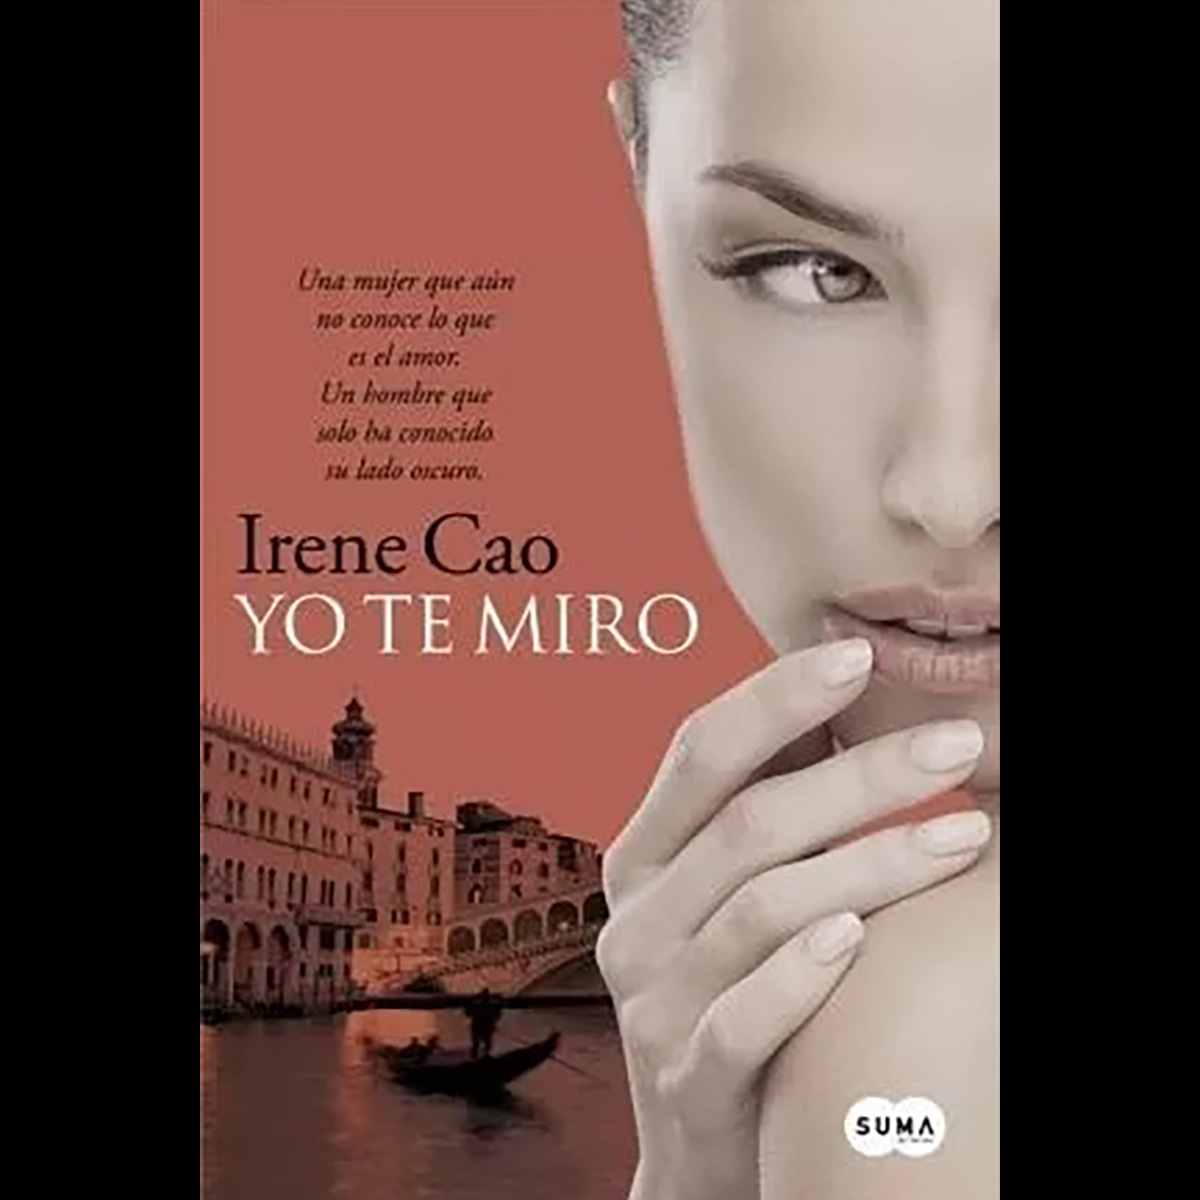 Una mujer que aún
no conoce lo que
es el amor.
Un hombre que
solo ha conocido
su lado oscuro.
Irene Cao
YO TE MIRO
SUMA